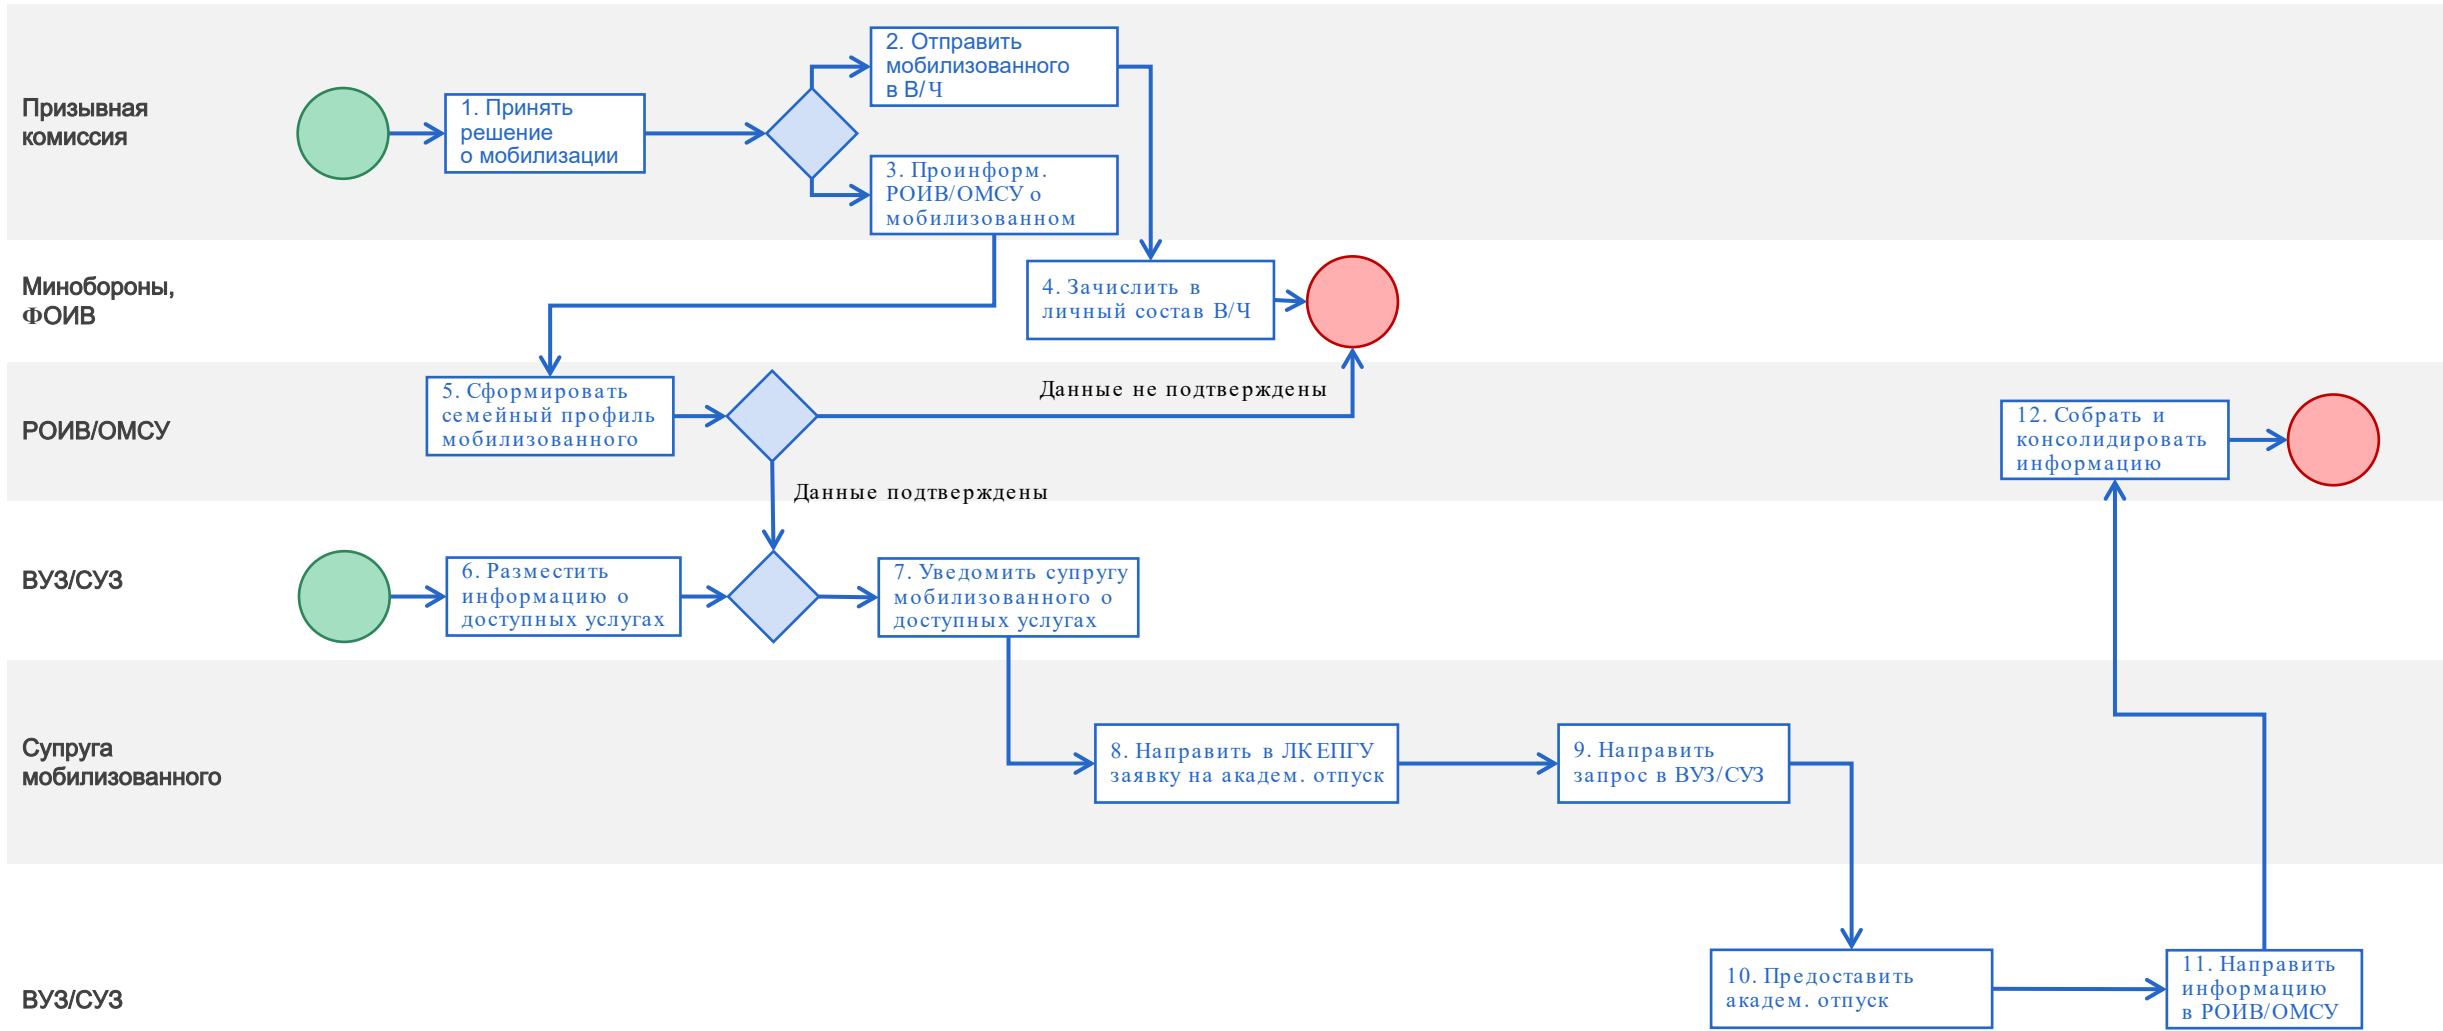 Призывная
комиссия
1. Принять
решение
о мобилизации
2. Отправить
мобилизованного
в В/Ч
3. Проинформ.
РОИВ/ОМСУ о
мобилизованном
Минобороны,
ФОИВ
4. Зачислить в
личный состав В/Ч
РОИВ/ОМСУ
5. Сформировать
семейный профиль
мобилизованного
Данные не подтверждены
Данные подтверждены
12. Собрать и
консолидировать
информацию
ВУЗ/СУЗ
6. Разместить
информацию о
доступных услугах
7. Уведомить супругу
мобилизованного о
доступных услугах
Супруга
мобилизованного
8. Направить в ЛК ЕПГУ
заявку на академ. отпуск
9. Направить
запрос в ВУЗ/СУЗ
ВУЗ/СУЗ
10. Предоставить
академ. отпуск
11. Направить
информацию
в РОИВ/ОМСУ